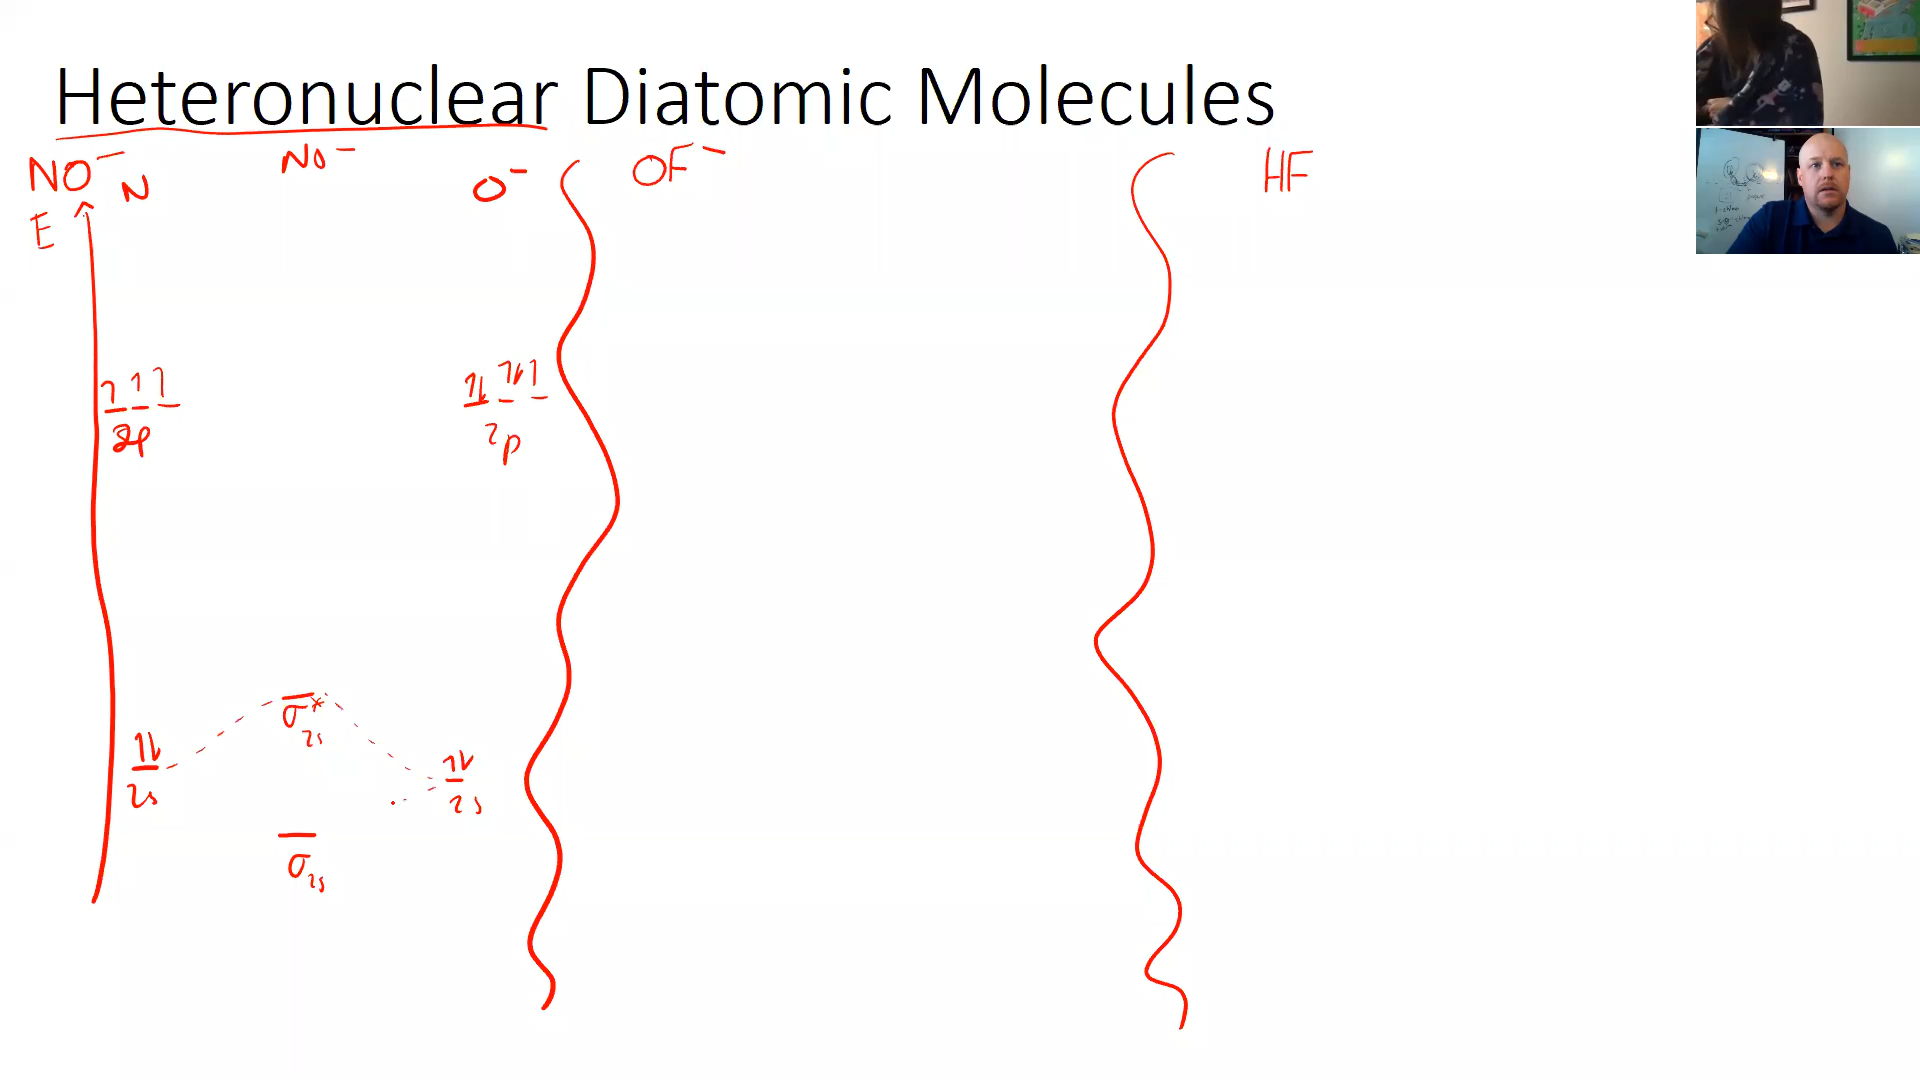 Heteronuclear Diatomic Molecules
NO⁻ N NO⁻ O⁻
E
2p 2p
σ*2s
2s 2s
σ2s
OF⁻
HF